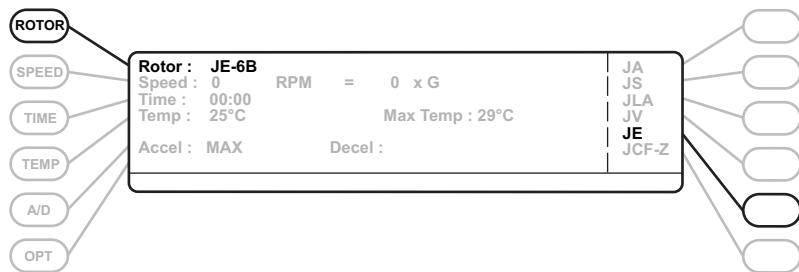 ROTOR
SPEED
TIME
TEMP
A/D
OPT
Rotor : JE-6B
Speed : 0 RPM = 0 x G
Time : 00:00
Temp : 25°C Max Temp : 29°C
Accel : MAX Decel :
JA
JS
JLA
JV
JE
JCF-Z